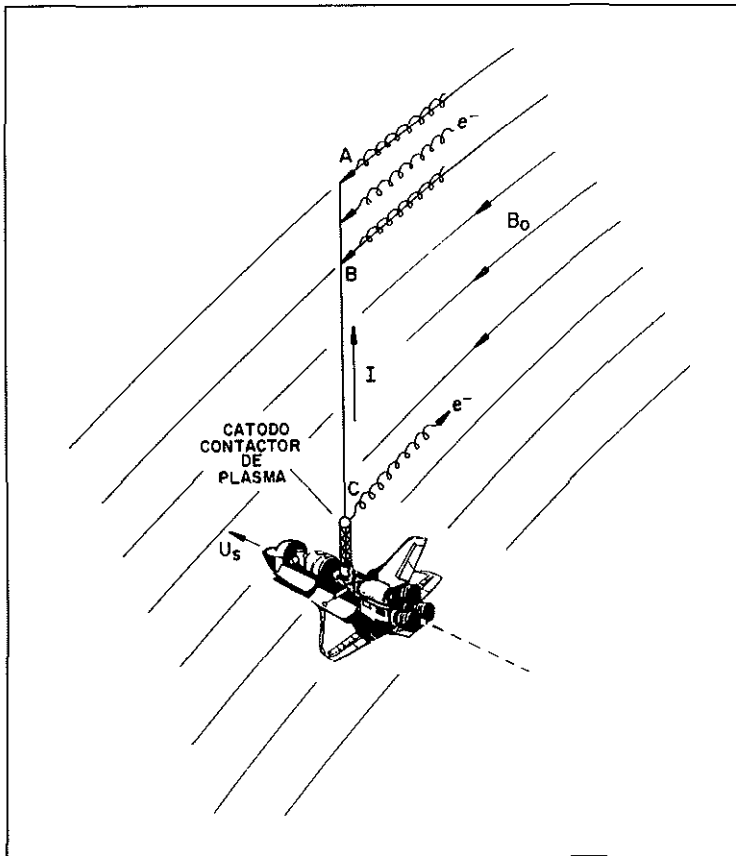 A
e⁻
B₀
B
I
e⁻
CATODO
CONTACTOR
DE
PLASMA
C
Uₛ